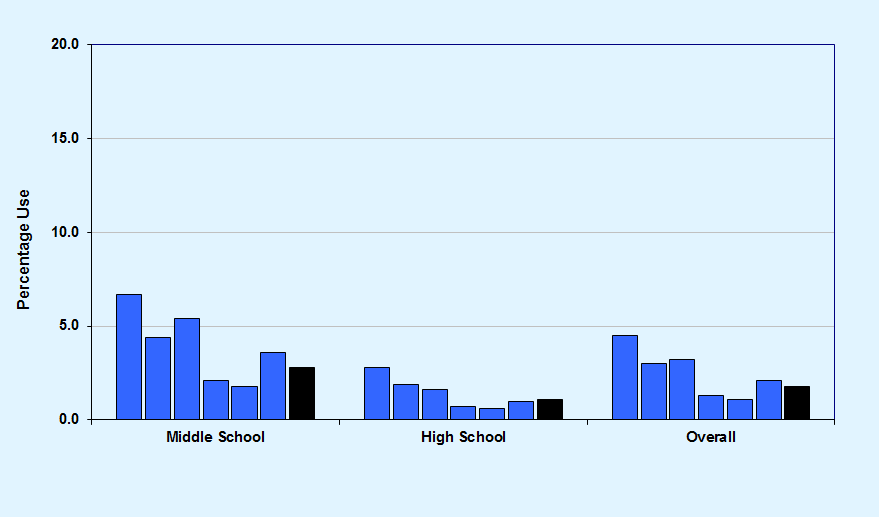 20.0
15.0
10.0
5.0
0.0
Percentage Use
Middle School
High School
Overall